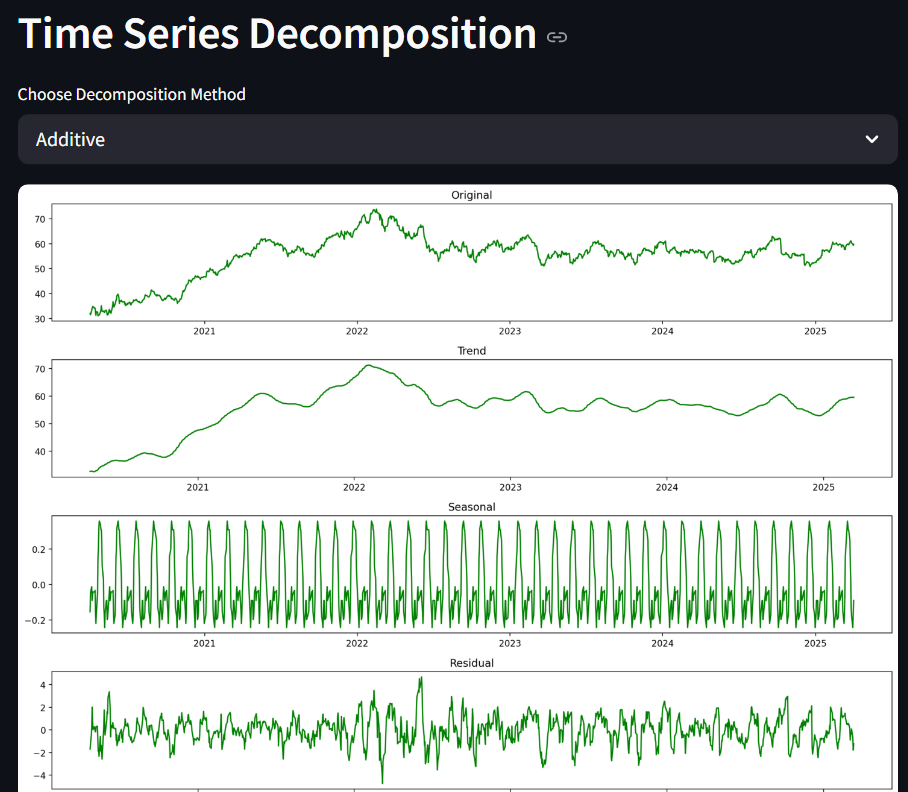 Time Series Decomposition
Choose Decomposition Method
Additive
Original
70
60
50
40
30
2021 2022 2023 2024 2025
Trend
70
60
50
40
2021 2022 2023 2024 2025
Seasonal
0.2
0.0
−0.2
2021 2022 2023 2024 2025
Residual
4
2
0
−2
−4